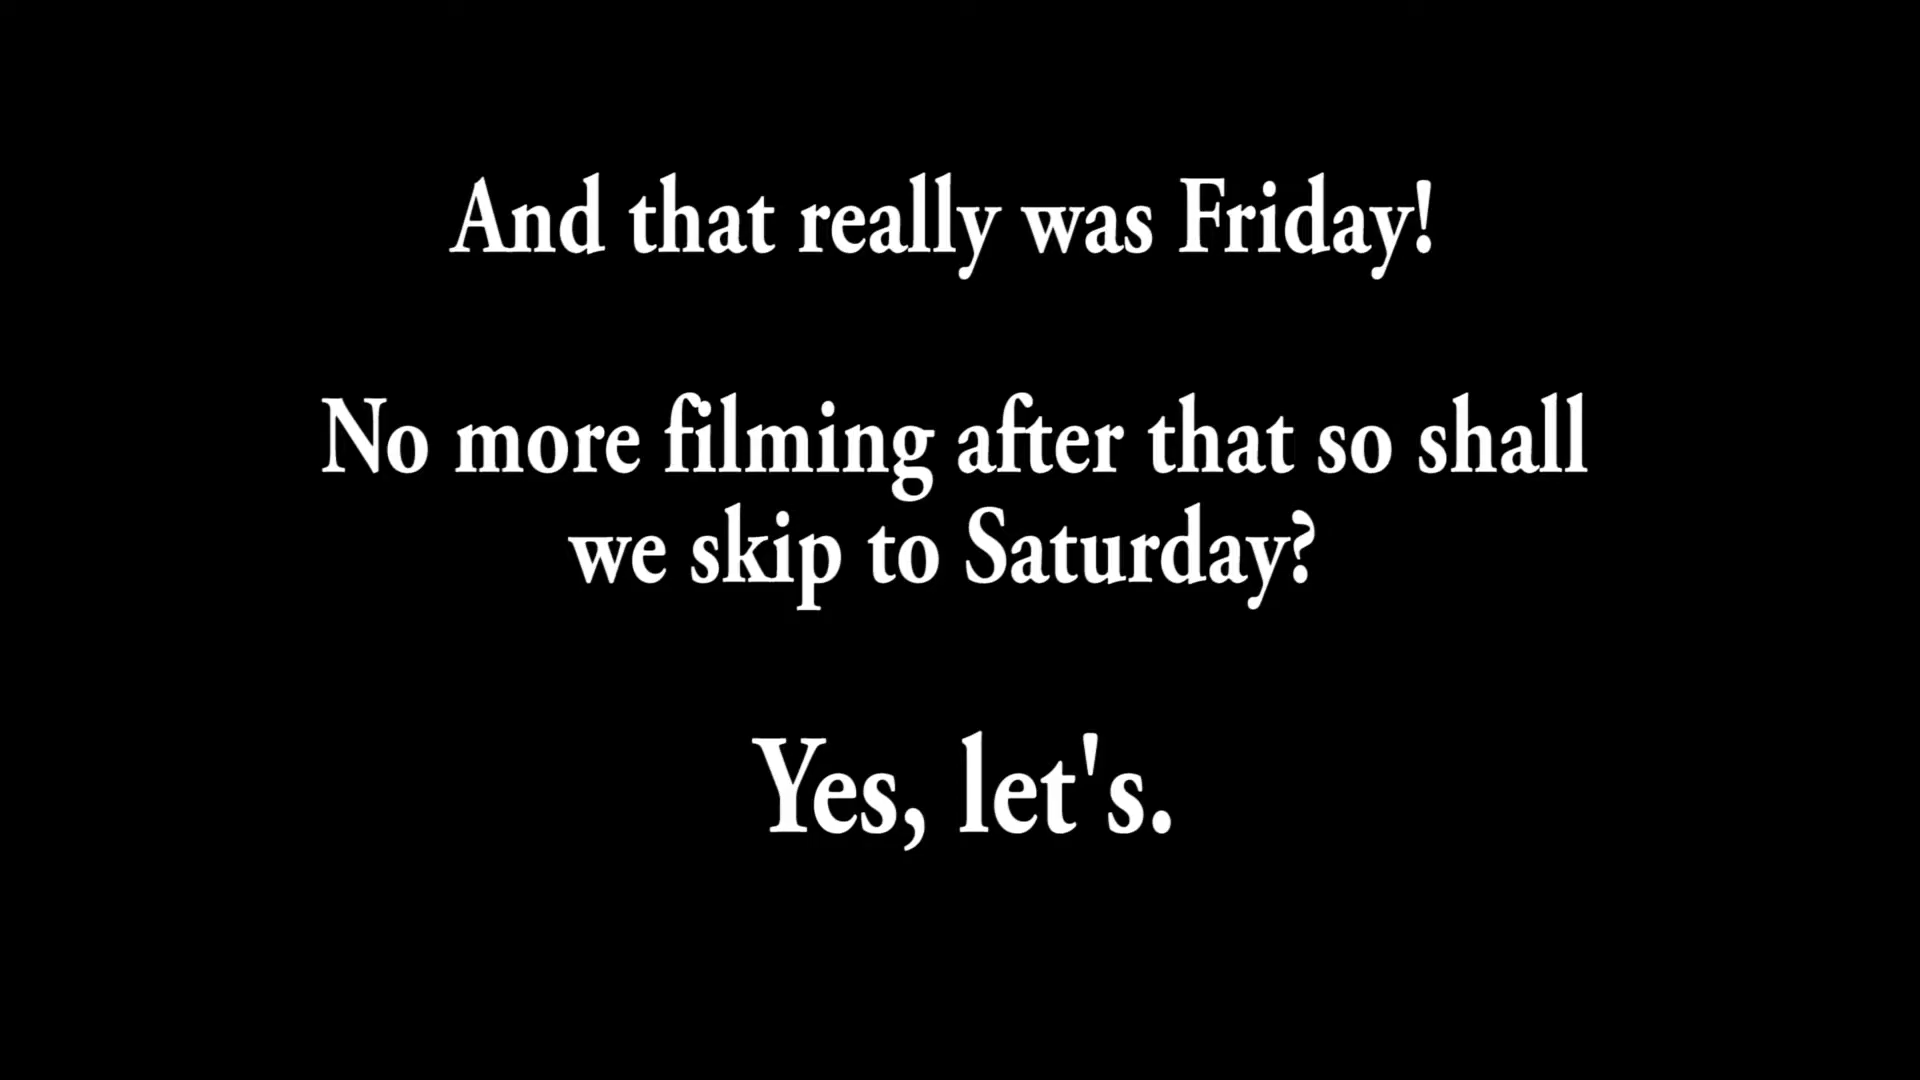 And that really was Friday!
No more filming after that so shall
we skip to Saturday?
Yes, let's.